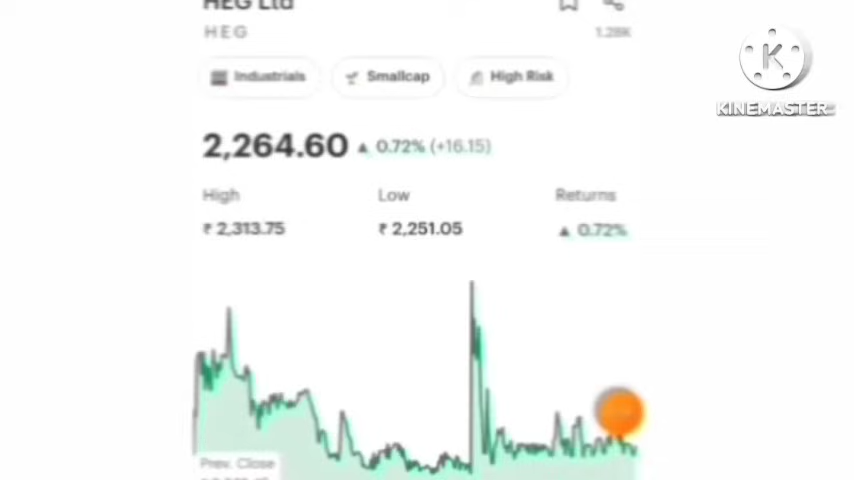 HEG Ltd
HEG
1.28K
Industrials
Smallcap
High Risk
K
KINEMASTER
2,264.60 ▲ 0.72% (+16.15)
High
Low
Returns
₹ 2,313.75
₹ 2,251.05
▲ 0.72%
Prev. Close